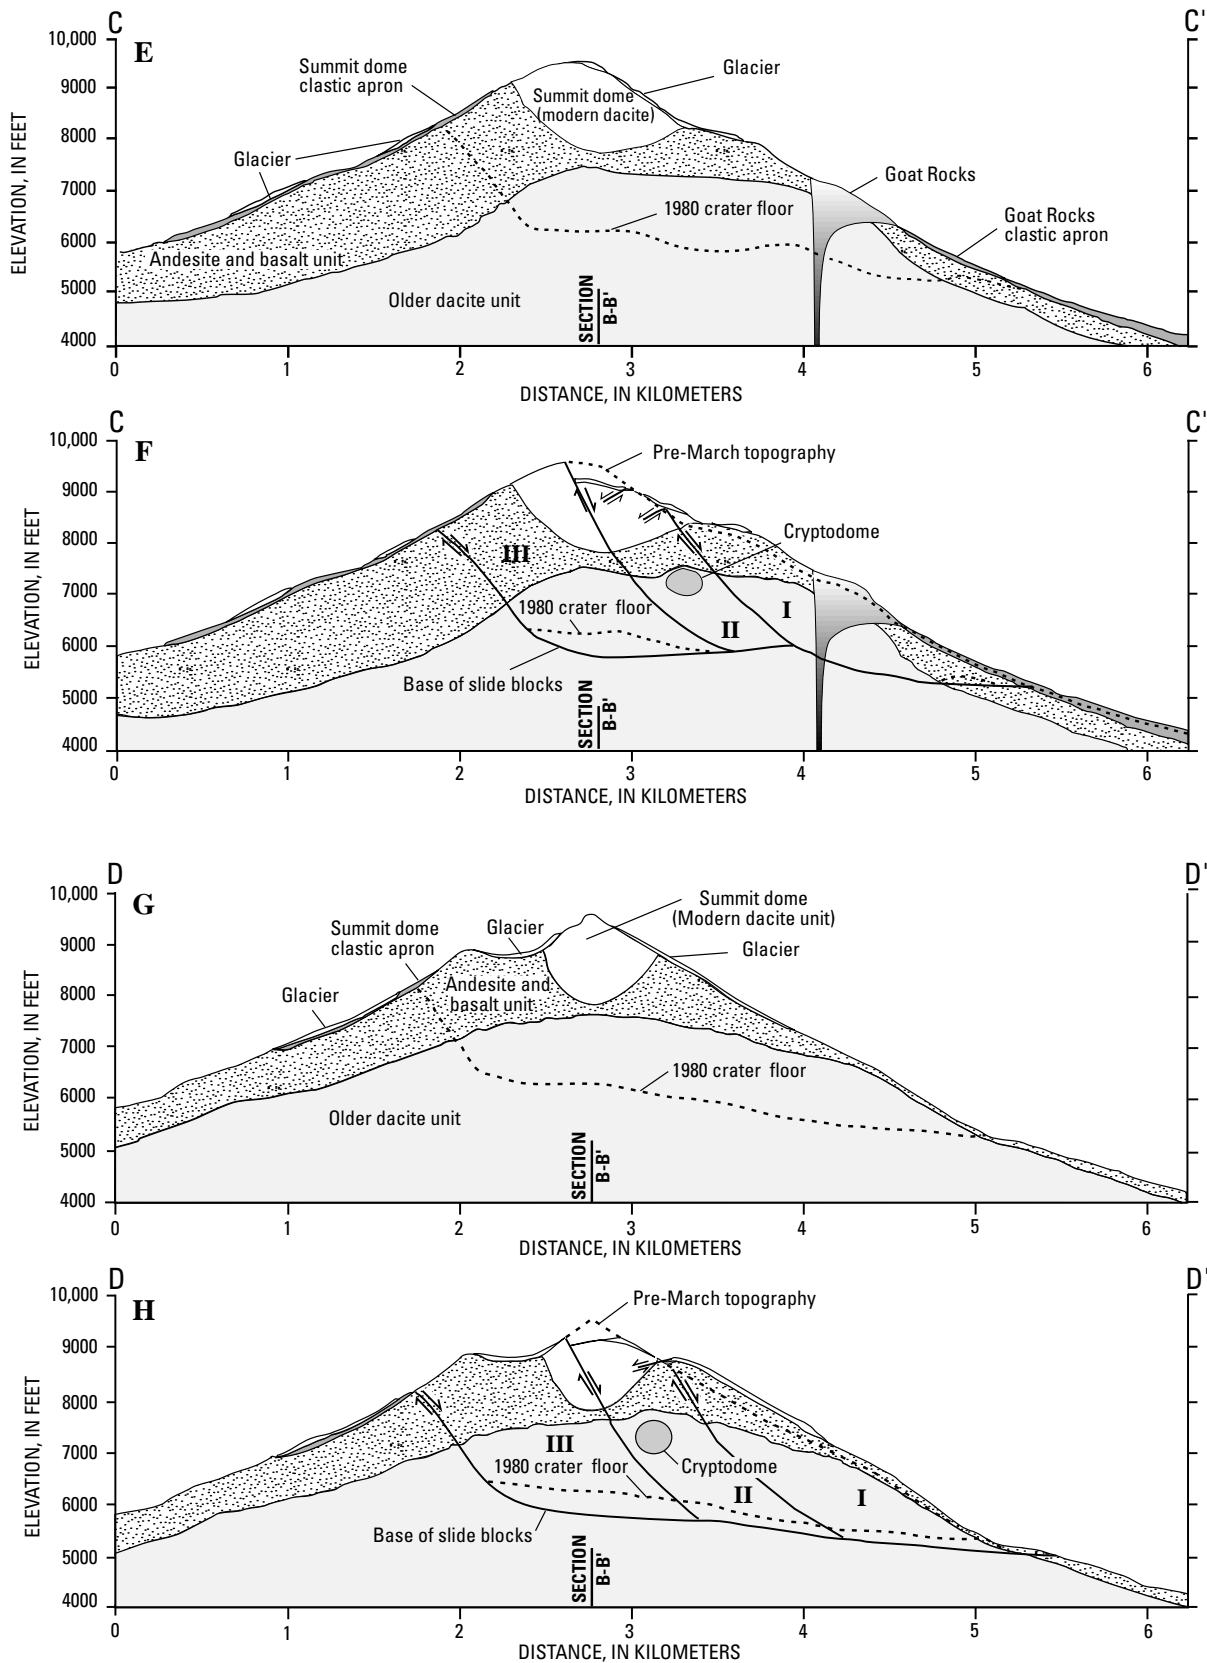 C
C'
E
10,000
9000
8000
7000
6000
5000
4000
ELEVATION, IN FEET
Summit dome
clastic apron
Glacier
Summit dome
(modern dacite)
Glacier
Goat Rocks
1980 crater floor
Goat Rocks
clastic apron
Andesite and basalt unit
Older dacite unit
SECTION
B-B'
0 1 2 3 4 5 6
DISTANCE, IN KILOMETERS
C
C'
F
10,000
9000
8000
7000
6000
5000
4000
ELEVATION, IN FEET
Pre-March topography
Cryptodome
III
1980 crater floor
II
I
Base of slide blocks
SECTION
B-B'
0 1 2 3 4 5 6
DISTANCE, IN KILOMETERS
D
D'
G
10,000
9000
8000
7000
6000
5000
4000
ELEVATION, IN FEET
Summit dome
(Modern dacite unit)
Summit dome
clastic apron
Glacier
Glacier
Andesite and
basalt unit
Glacier
1980 crater floor
Older dacite unit
SECTION
B-B'
0 1 2 3 4 5 6
DISTANCE, IN KILOMETERS
D
D'
H
10,000
9000
8000
7000
6000
5000
4000
ELEVATION, IN FEET
Pre-March topography
III
1980 crater floor
Cryptodome
II
I
Base of slide blocks
SECTION
B-B'
0 1 2 3 4 5 6
DISTANCE, IN KILOMETERS